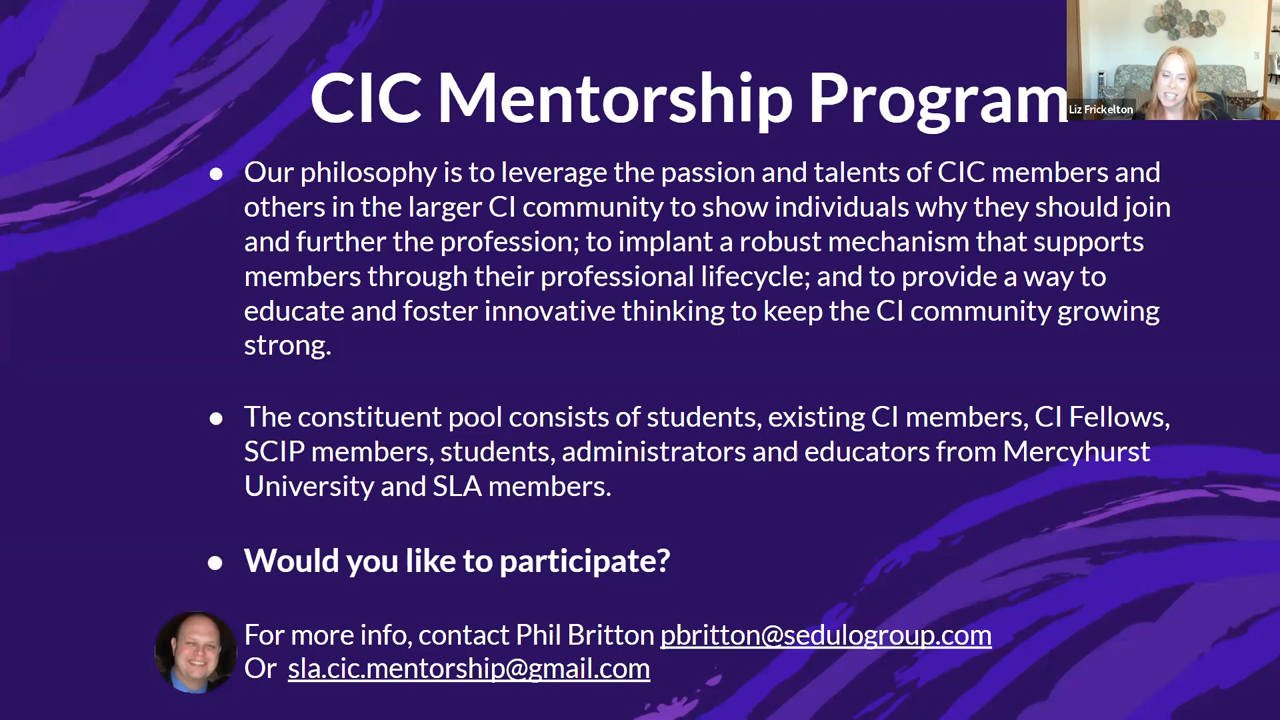 CIC Mentorship Program
Liz Frickelton
● Our philosophy is to leverage the passion and talents of CIC members and
others in the larger CI community to show individuals why they should join
and further the profession; to implant a robust mechanism that supports
members through their professional lifecycle; and to provide a way to
educate and foster innovative thinking to keep the CI community growing
strong.
● The constituent pool consists of students, existing CI members, CI Fellows,
SCIP members, students, administrators and educators from Mercyhurst
University and SLA members.
● Would you like to participate?
For more info, contact Phil Britton pbritton@sedulogroup.com
Or sla.cic.mentorship@gmail.com